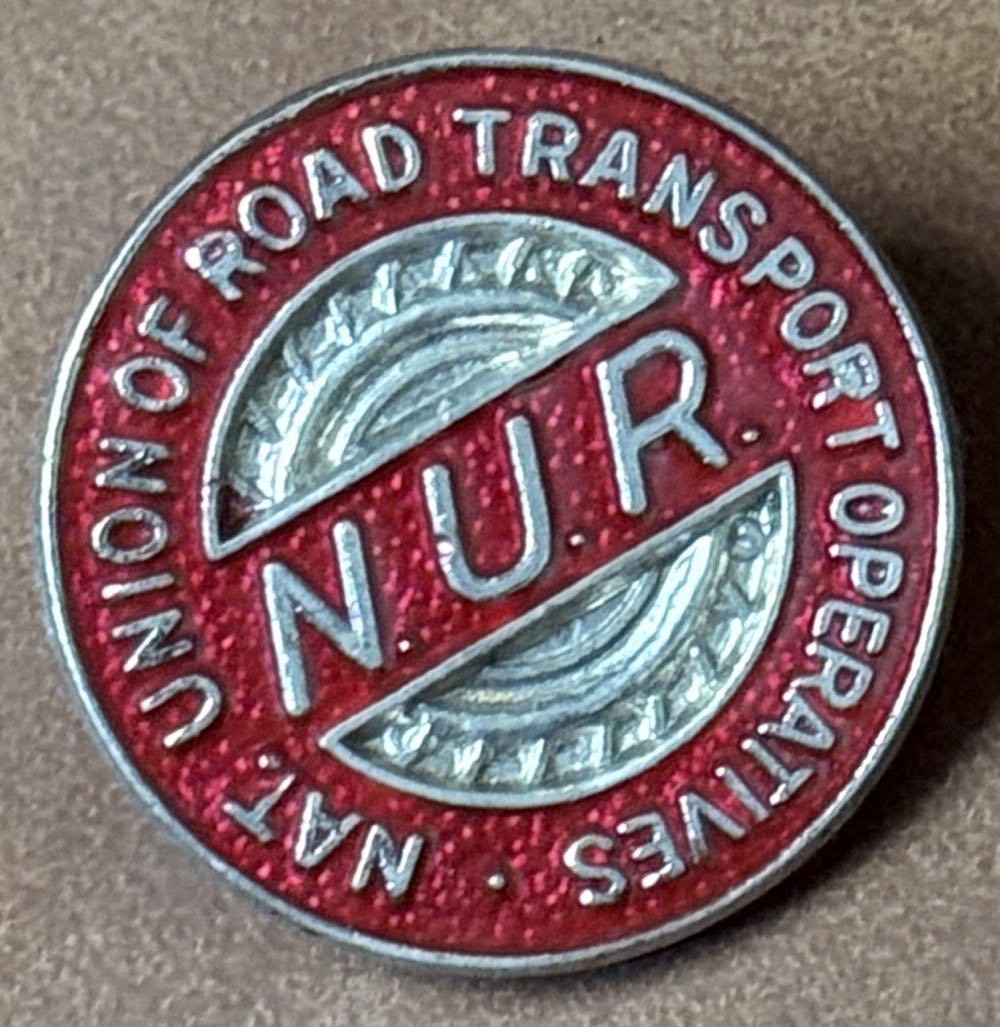 NAT. UNION OF ROAD TRANSPORT OPERATIVES ·
N.U.R.